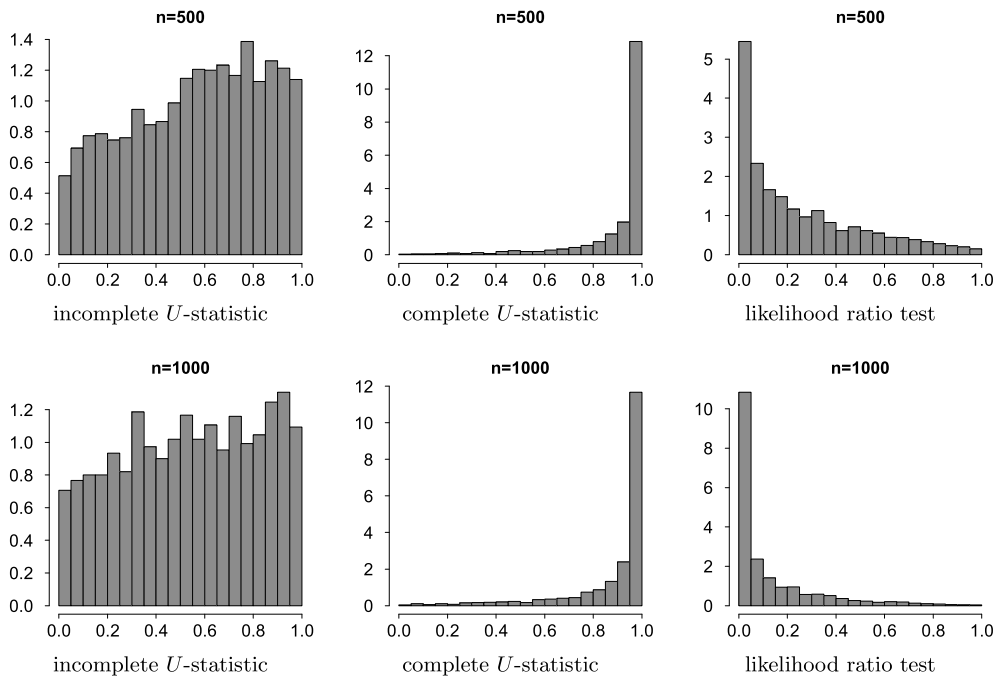 n=500
1.4
1.2
1.0
0.8
0.6
0.4
0.2
0.0
0.0 0.2 0.4 0.6 0.8 1.0
incomplete U-statistic
n=500
12
10
8
6
4
2
0
0.0 0.2 0.4 0.6 0.8 1.0
complete U-statistic
n=500
5
4
3
2
1
0
0.0 0.2 0.4 0.6 0.8 1.0
likelihood ratio test
n=1000
1.2
1.0
0.8
0.6
0.4
0.2
0.0
0.0 0.2 0.4 0.6 0.8 1.0
incomplete U-statistic
n=1000
12
10
8
6
4
2
0
0.0 0.2 0.4 0.6 0.8 1.0
complete U-statistic
n=1000
10
8
6
4
2
0
0.0 0.2 0.4 0.6 0.8 1.0
likelihood ratio test